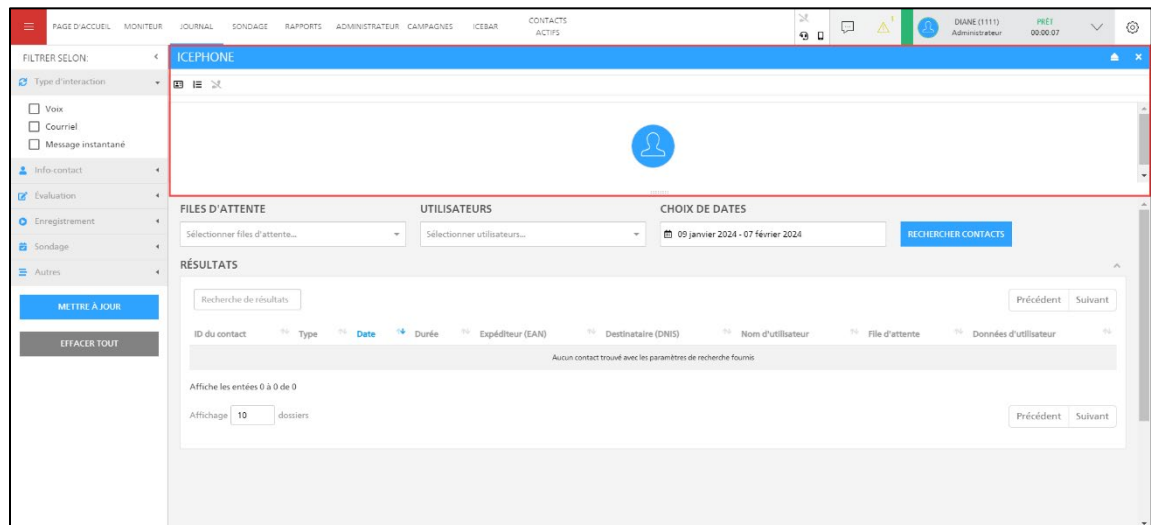 PAGE D'ACCUEIL MONITEUR JOURNAL SONDAGE RAPPORTS ADMINISTRATEUR CAMPAGNES ICEBAR CONTACTS ACTIFS
1
DIANE (1111)
Administrateur
PRÊT
00:00:07
FILTRER SELON:
Type d'interaction
Voix
Courriel
Message instantané
Info-contact
Évaluation
Enregistrement
Sondage
Autres
METTRE À JOUR
EFFACER TOUT
ICEPHONE
FILES D'ATTENTE UTILISATEURS CHOIX DE DATES
Sélectionner files d'attente... Sélectionner utilisateurs... 09 janvier 2024 - 07 février 2024 RECHERCHER CONTACTS
RÉSULTATS
Recherche de résultats Précédent Suivant
ID du contact Type Date Durée Expéditeur (EAN) Destinataire (DNIS) Nom d'utilisateur File d'attente Données d'utilisateur
Aucun contact trouvé avec les paramètres de recherche fournis
Affiche les entées 0 à 0 de 0
Affichage 10 dossiers Précédent Suivant